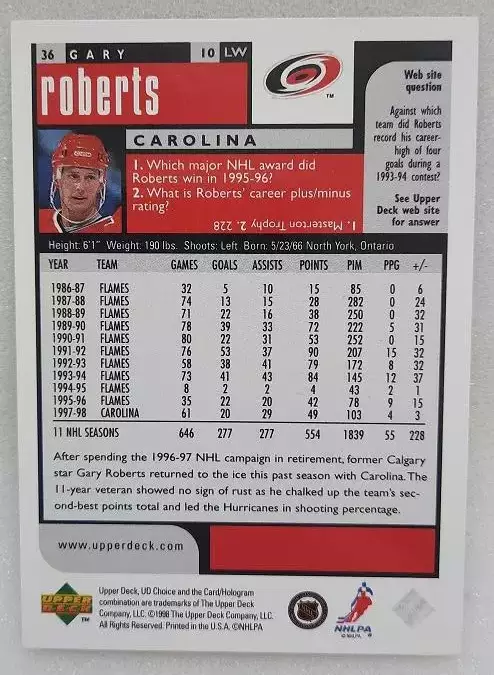 36 GARY 10 LW
roberts
TM
CAROLINA
1. Which major NHL award did
Roberts win in 1995-96?
2. What is Roberts' career plus/minus
rating?
1. Masterton Trophy 2. 228
Web site
question
Against which
team did Roberts
record his career-
high of four
goals during a
1993-94 contest?
See Upper
Deck web site
for answer
Height: 6'1" Weight: 190 lbs. Shoots: Left Born: 5/23/66 North York, Ontario
YEAR TEAM GAMES GOALS ASSISTS POINTS PIM PPG +/-
1986-87 FLAMES 32 5 10 15 85 0 6
1987-88 FLAMES 74 13 15 28 282 0 24
1988-89 FLAMES 71 22 16 38 250 0 32
1989-90 FLAMES 78 39 33 72 222 5 31
1990-91 FLAMES 80 22 31 53 252 0 15
1991-92 FLAMES 76 53 37 90 207 15 32
1992-93 FLAMES 58 38 41 79 172 8 32
1993-94 FLAMES 73 41 43 84 145 12 37
1994-95 FLAMES 8 2 2 4 43 2 1
1995-96 FLAMES 35 22 20 42 78 9 15
1997-98 CAROLINA 61 20 29 49 103 4 3
11 NHL SEASONS 646 277 277 554 1839 55 228
After spending the 1996-97 NHL campaign in retirement, former Calgary
star Gary Roberts returned to the ice this past season with Carolina. The
11-year veteran showed no sign of rust as he chalked up the team's sec-
ond-best points total and led the Hurricanes in shooting percentage.
www.upperdeck.com
UPPER
DECK
Upper Deck, UD Choice and the Card/Hologram
combination are trademarks of The Upper Deck
Company, LLC. ©1998 The Upper Deck Company, LLC.
All Rights Reserved. Printed in the U.S.A. ©NHLPA
NHL
NHLPA
© NHLPA